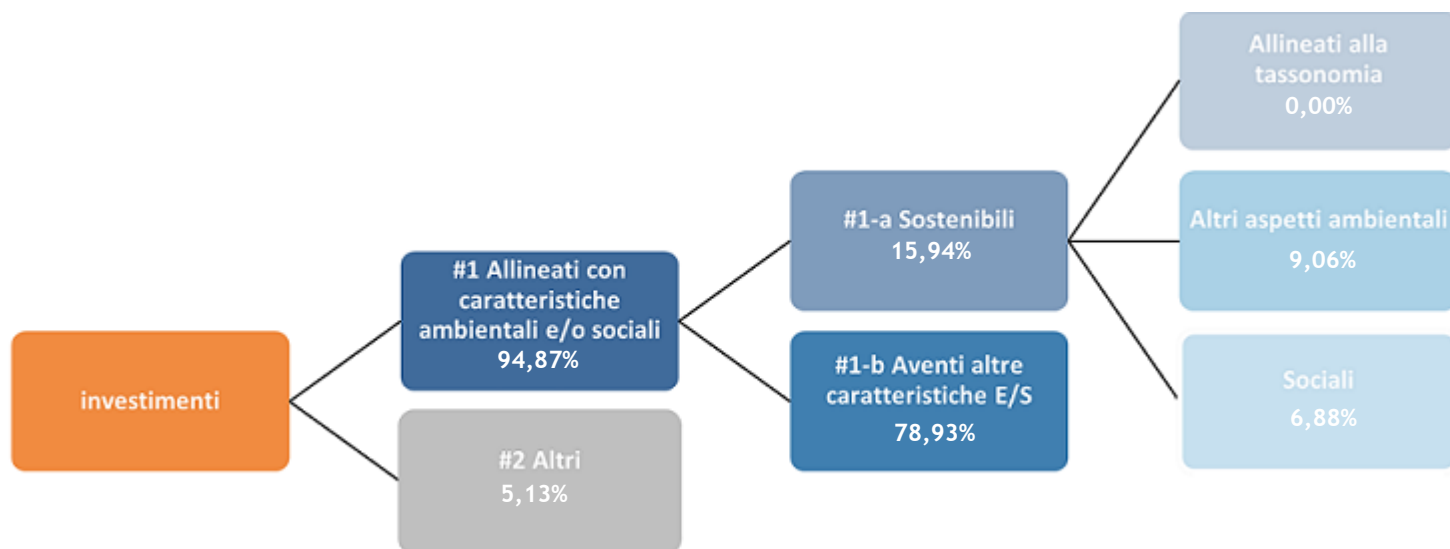 investimenti
#1 Allineati con
caratteristiche
ambientali e/o sociali
94,87%
#2 Altri
5,13%
#1-a Sostenibili
15,94%
#1-b Aventi altre
caratteristiche E/S
78,93%
Allineati alla
tassonomia
0,00%
Altri aspetti ambientali
9,06%
Sociali
6,88%